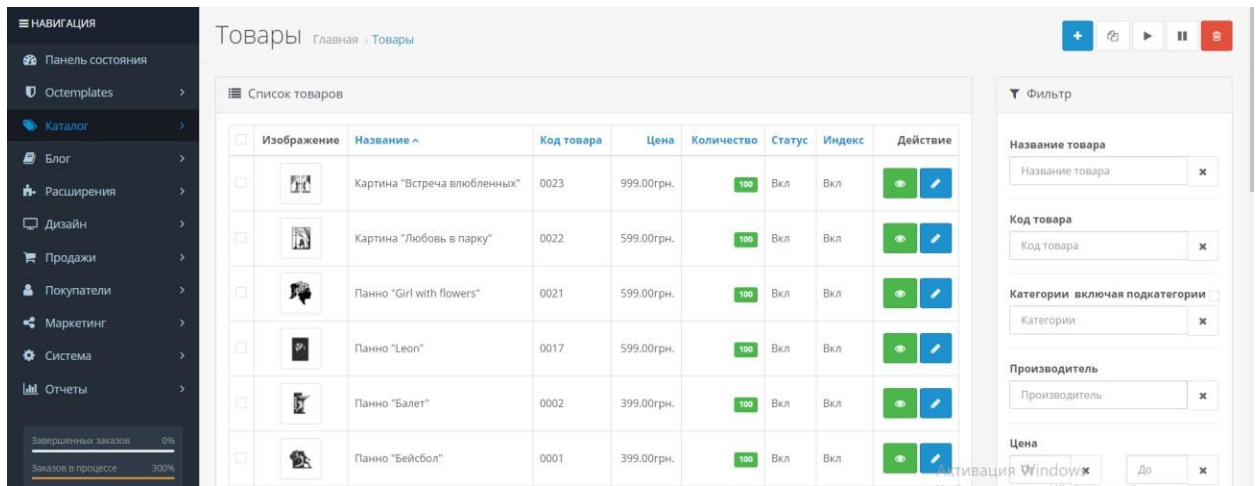 НАВИГАЦИЯ
Панель состояния
Octemplates
Каталог
Блог
Расширения
Дизайн
Продажи
Покупатели
Маркетинг
Система
Отчеты
Завершенных заказов 0%
Заказов в процессе 300%
Товары Главная › Товары
Список товаров
Изображение Название Код товара Цена Количество Статус Индекс Действие
Картина "Встреча влюбленных" 0023 999.00грн. 100 Вкл Вкл
Картина "Любовь в парку" 0022 599.00грн. 100 Вкл Вкл
Панно "Girl with flowers" 0021 599.00грн. 100 Вкл Вкл
Панно "Leon" 0017 599.00грн. 100 Вкл Вкл
Панно "Балет" 0002 399.00грн. 100 Вкл Вкл
Панно "Бейсбол" 0001 399.00грн. 100 Вкл Вкл
Фильтр
Название товара
Название товара
Код товара
Код товара
Категории включая подкатегории
Категории
Производитель
Производитель
Цена
От До
Активация Windows